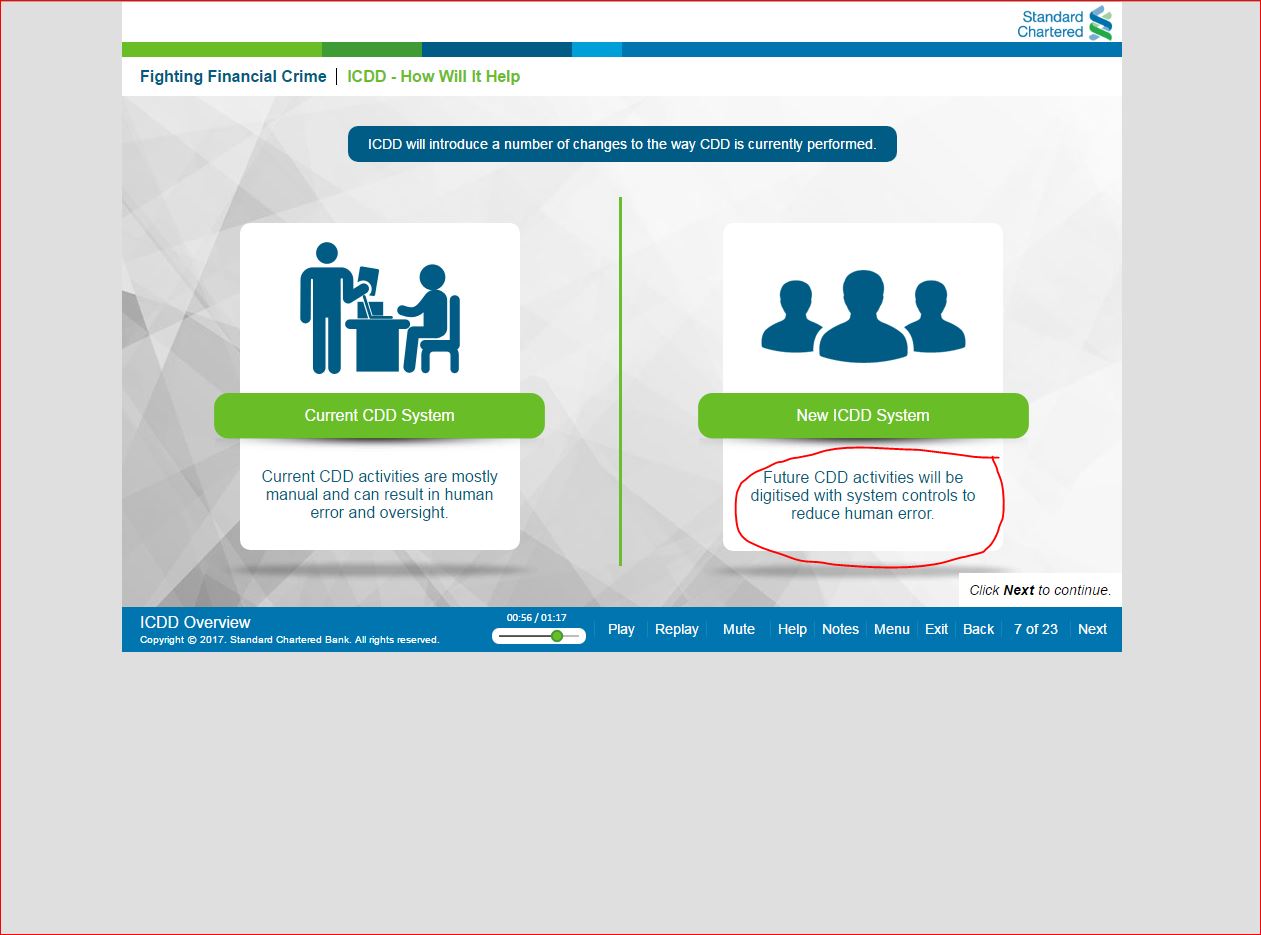 Standard
Chartered
Fighting Financial Crime | ICDD - How Will It Help
ICDD will introduce a number of changes to the way CDD is currently performed.
Current CDD System
Current CDD activities are mostly
manual and can result in human
error and oversight.
New ICDD System
Future CDD activities will be
digitised with system controls to
reduce human error.
Click Next to continue.
ICDD Overview
Copyright © 2017. Standard Chartered Bank. All rights reserved.
00:56 / 01:17
Play Replay Mute Help Notes Menu Exit Back 7 of 23 Next